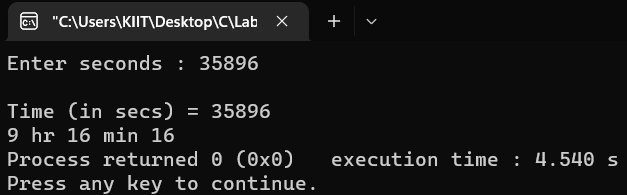 "C:\Users\KIIT\Desktop\C\Lab
Enter seconds : 35896
Time (in secs) = 35896
9 hr 16 min 16
Process returned 0 (0x0)   execution time : 4.540 s
Press any key to continue.